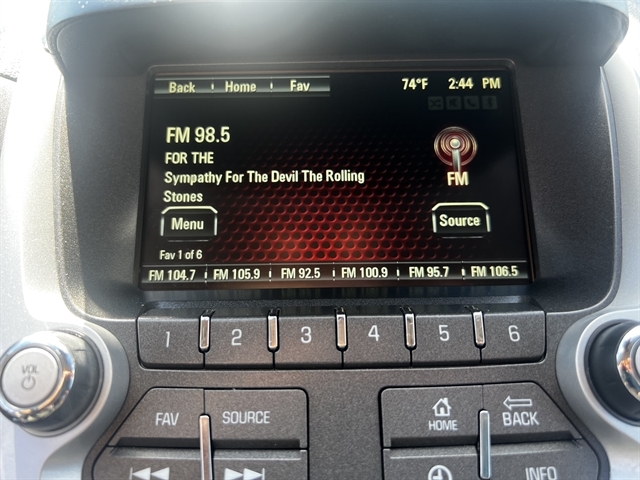 Back Home Fav 74°F 2:44 PM
FM 98.5
FOR THE
Sympathy For The Devil The Rolling
Stones
FM
Menu
Source
Fav 1 of 6
FM 104.7 FM 105.9 FM 92.5 FM 100.9 FM 95.7 FM 106.5
1 2 3 4 5 6
VOL
FAV SOURCE
HOME BACK
INFO